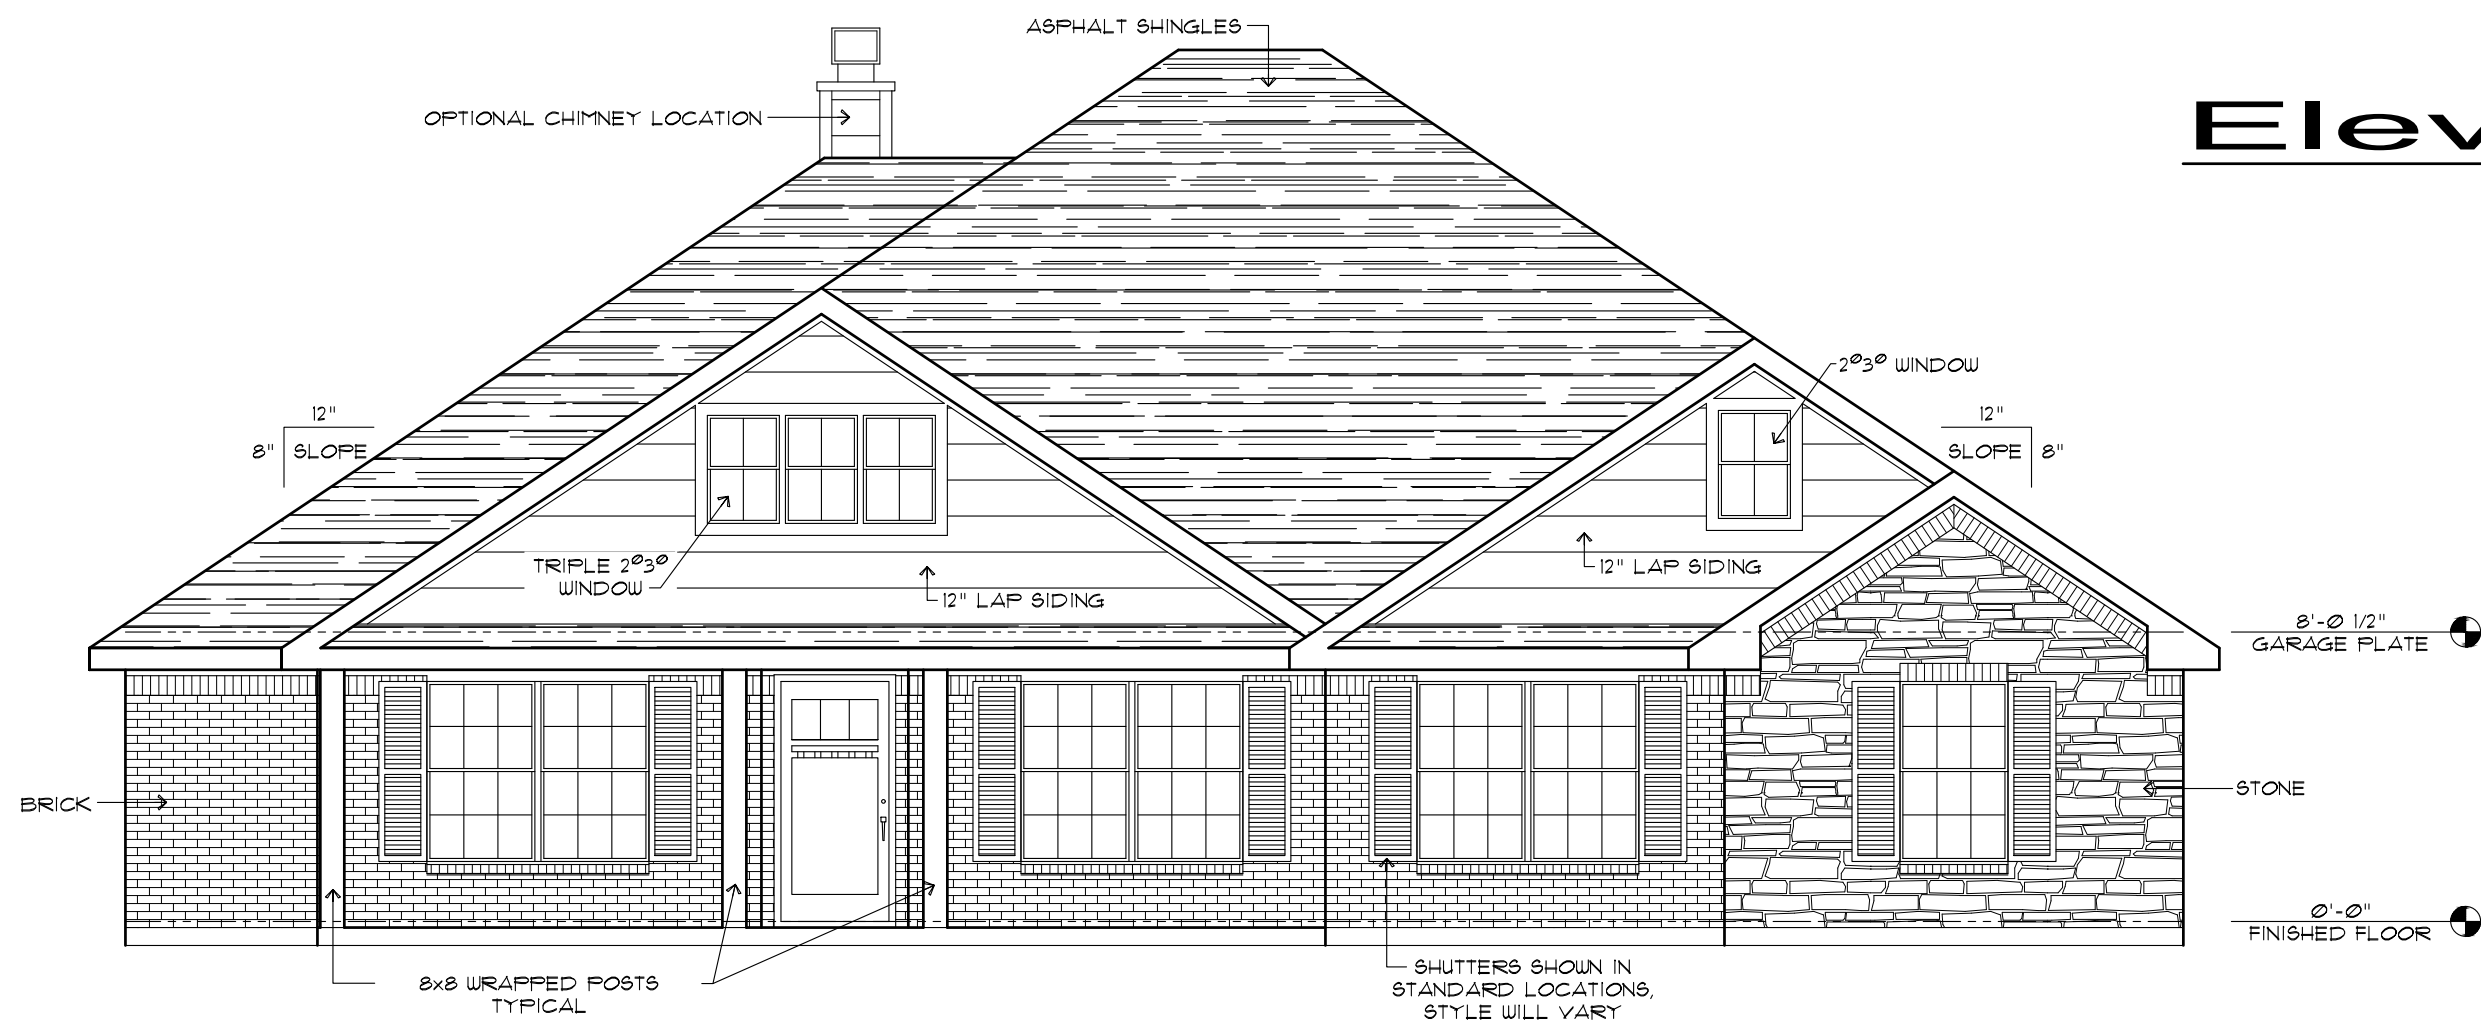 ASPHALT SHINGLES
Elev
OPTIONAL CHIMNEY LOCATION
2⁰3⁰ WINDOW
12"
8" SLOPE
12"
SLOPE 8"
TRIPLE 2⁰3⁰
WINDOW
12" LAP SIDING
12" LAP SIDING
8'-0 1/2"
GARAGE PLATE
BRICK
STONE
0'-0"
FINISHED FLOOR
8x8 WRAPPED POSTS
TYPICAL
SHUTTERS SHOWN IN
STANDARD LOCATIONS,
STYLE WILL VARY